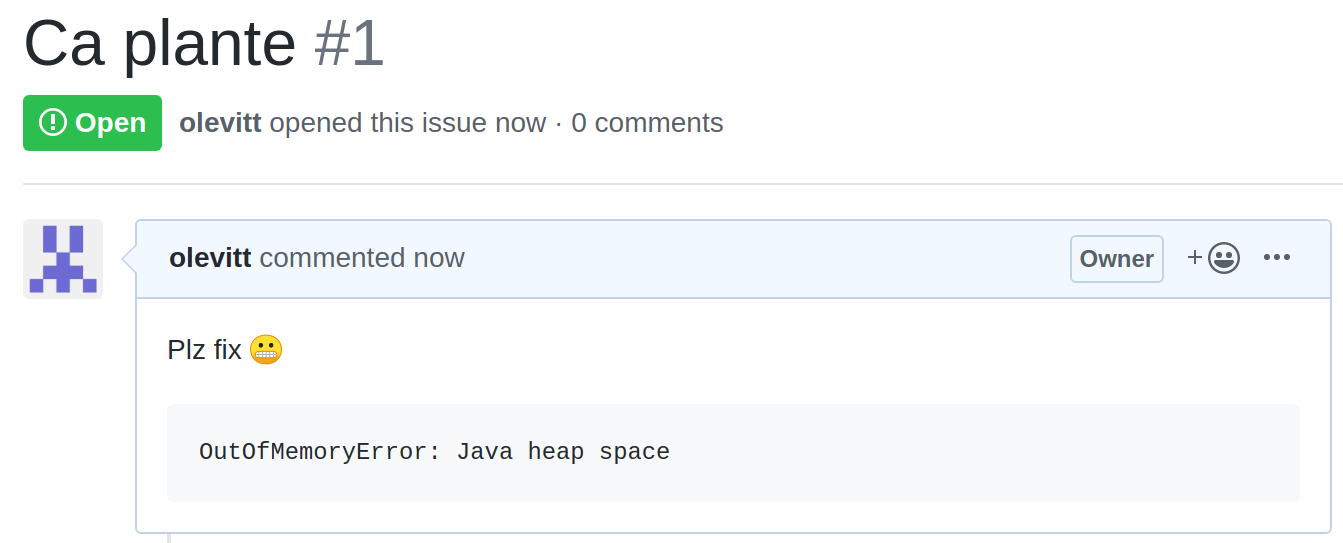 Ca plante #1
Open olevitt opened this issue now · 0 comments
olevitt commented now Owner
Plz fix 😬
OutOfMemoryError: Java heap space